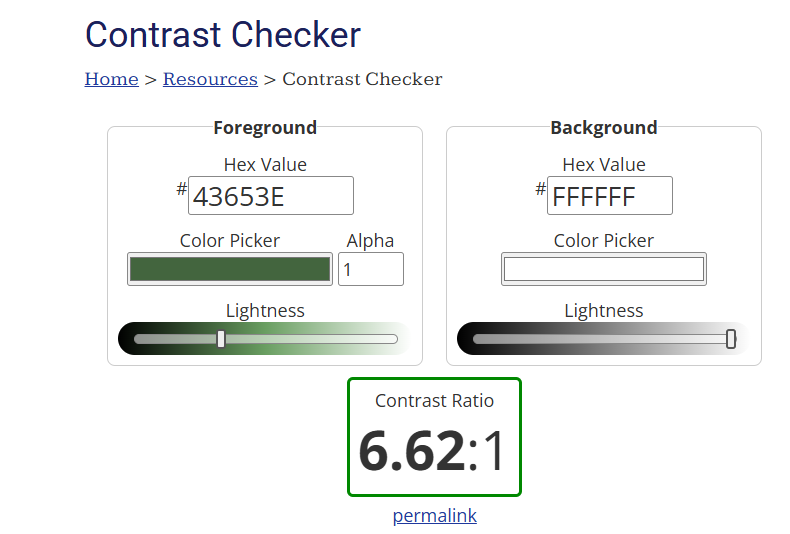 Contrast Checker
Home > Resources > Contrast Checker
Foreground
Hex Value
#43653E
Color Picker Alpha
1
Lightness
Background
Hex Value
#FFFFFF
Color Picker
Lightness
Contrast Ratio
6.62:1
permalink